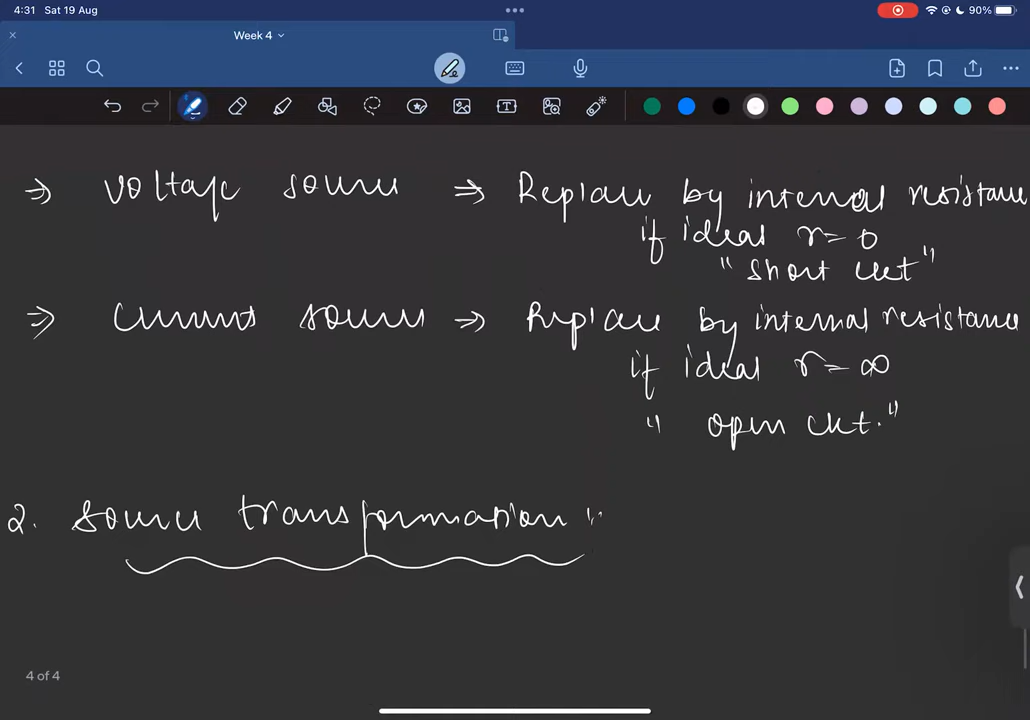 4:31 Sat 19 Aug
90%
Week 4
⇒ voltage source ⇒ Replace by internal resistance
if ideal r = 0
"short ckt"
⇒ current source ⇒ Replace by internal resistance
if ideal r = ∞
" open ckt."
2. source transformation "
4 of 4